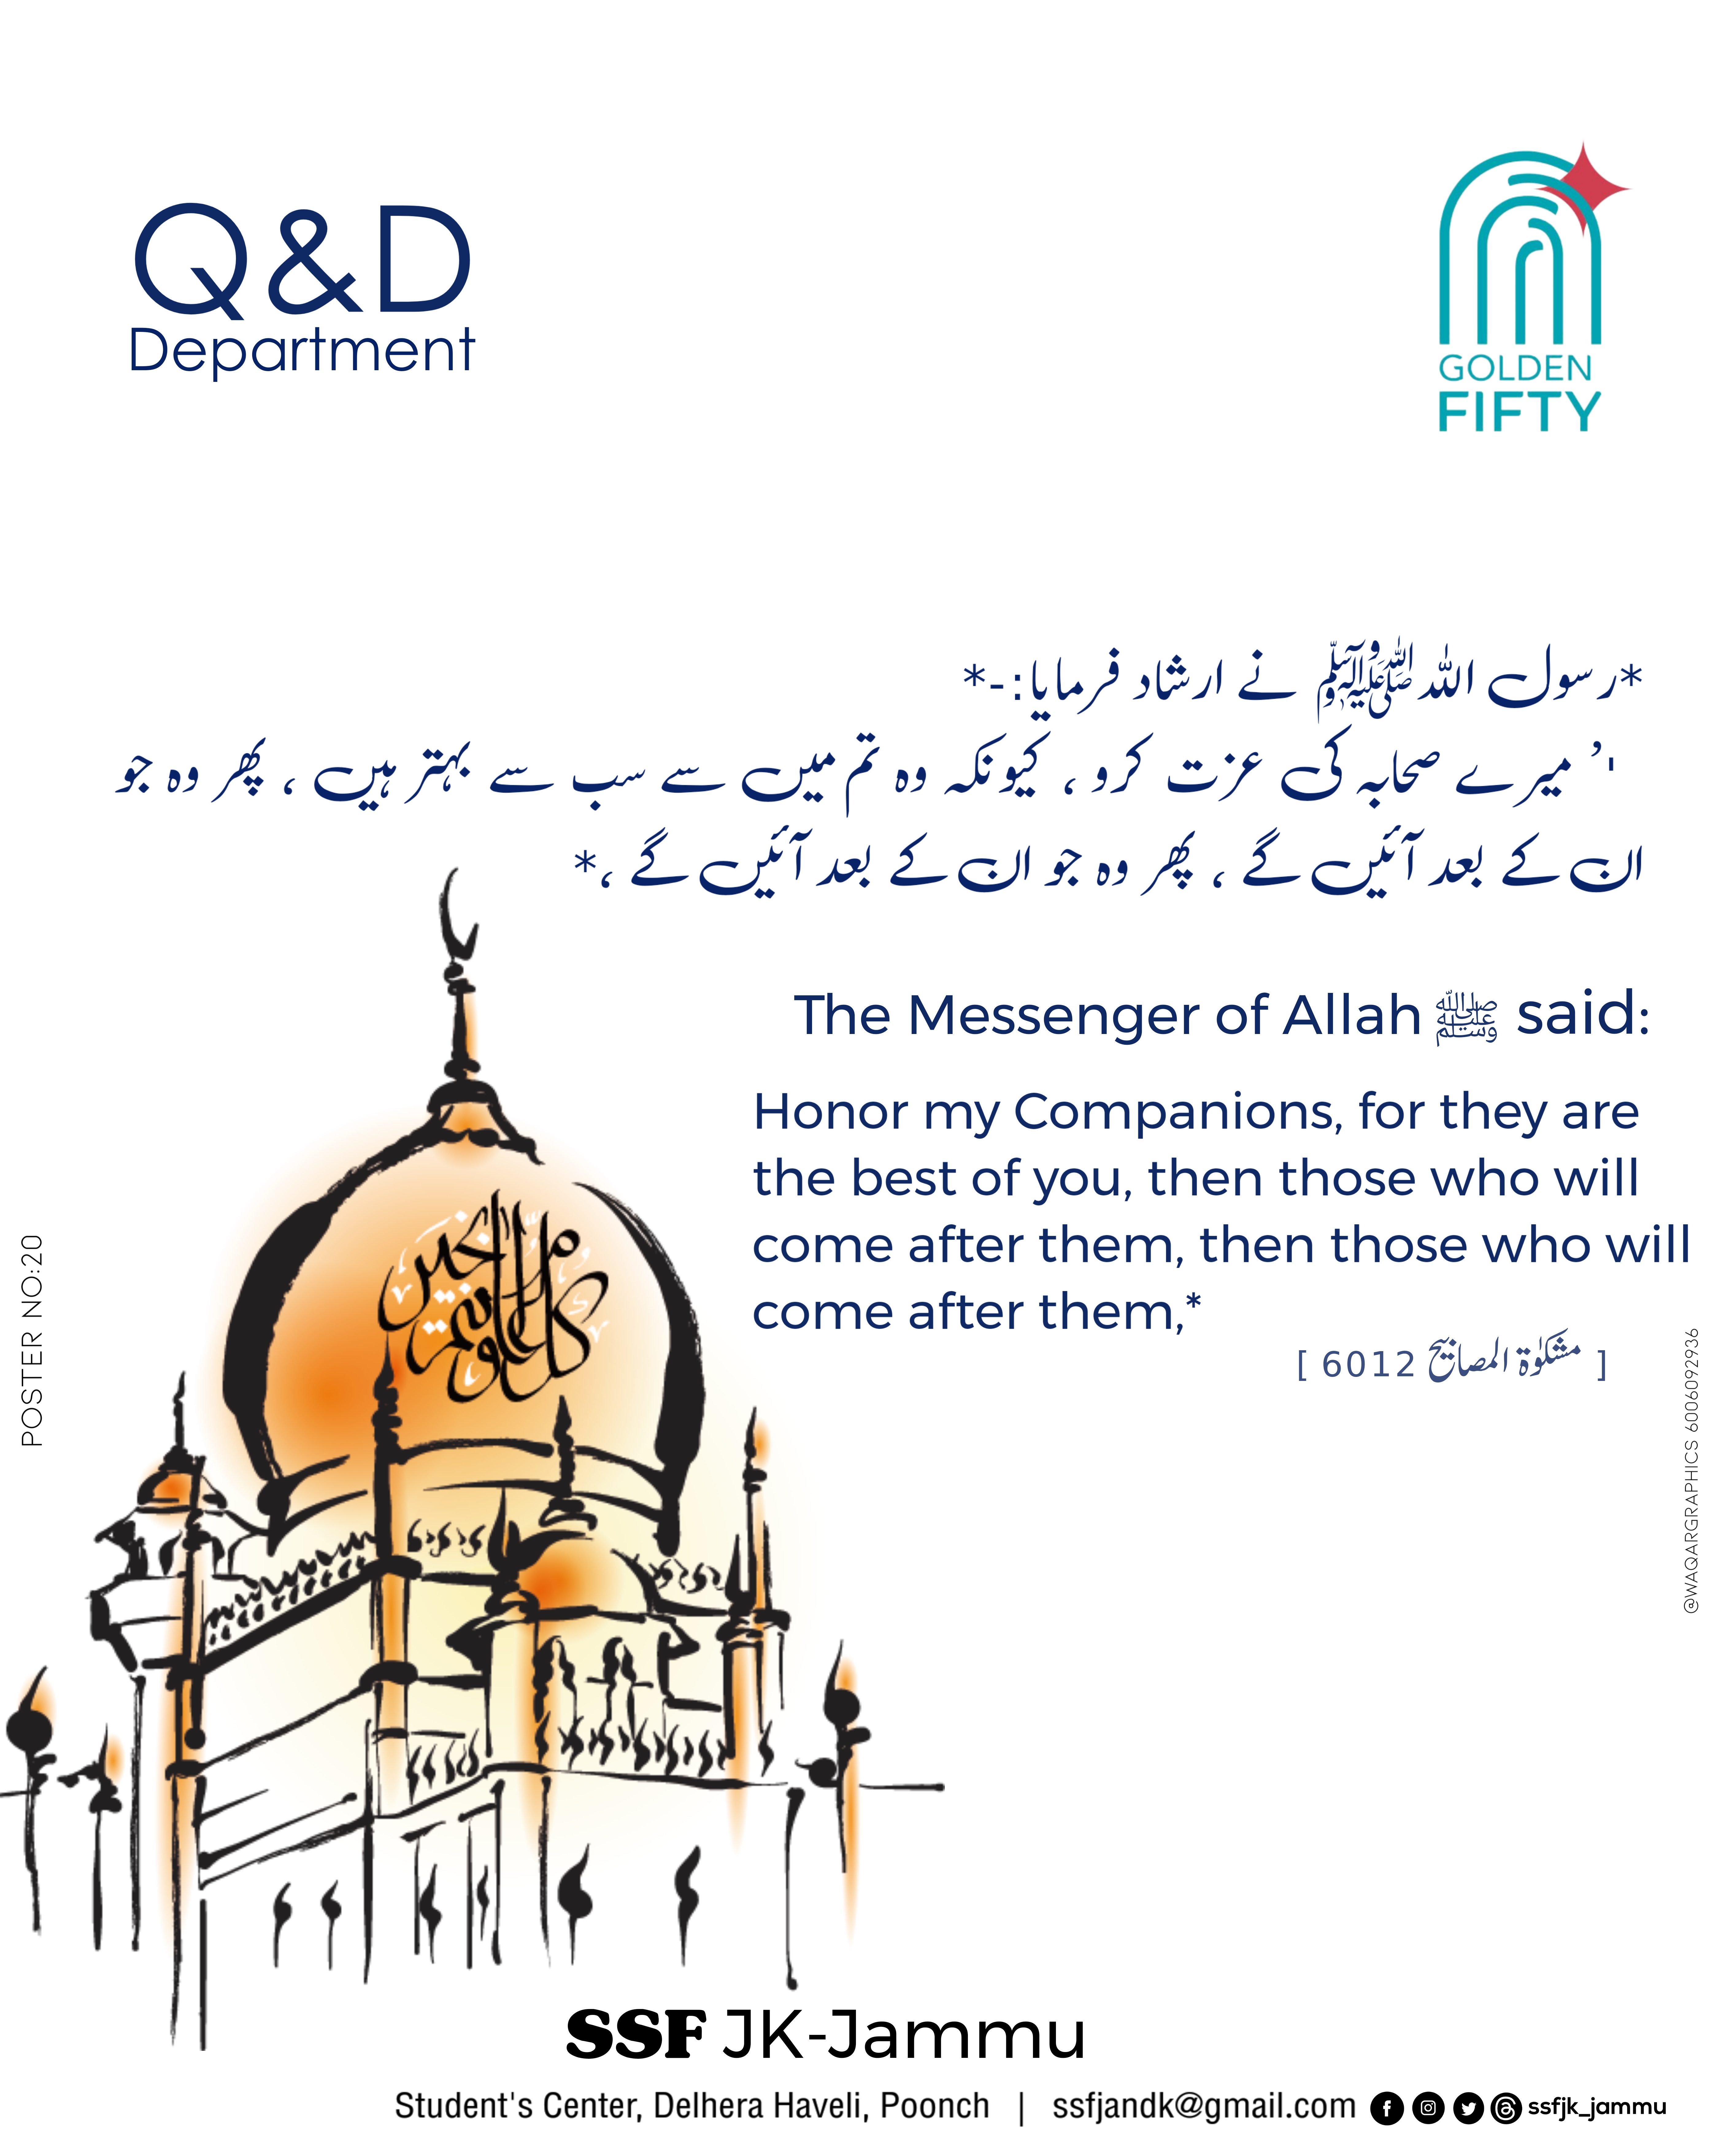 Q&D
Department
GOLDEN
FIFTY
*رسول اللہ ﷺ نے ارشاد فرمایا:-*
'’ میرے صحابہ کی عزت کرو ، کیونکہ وہ تم میں سے سب سے بہتر ہیں ، پھر وہ جو
ان کے بعد آئیں گے ، پھر وہ جو ان کے بعد آئیں گے ،*
The Messenger of Allah ﷺ said:
Honor my Companions, for they are
the best of you, then those who will
come after them, then those who will
come after them,*
[ 6012 مشکوٰۃ المصابیح ]
POSTER NO:20
@WAQARGRAPHICS 6006092936
SSF JK-Jammu
Student's Center, Delhera Haveli, Poonch | ssfjandk@gmail.com ssfjk_jammu